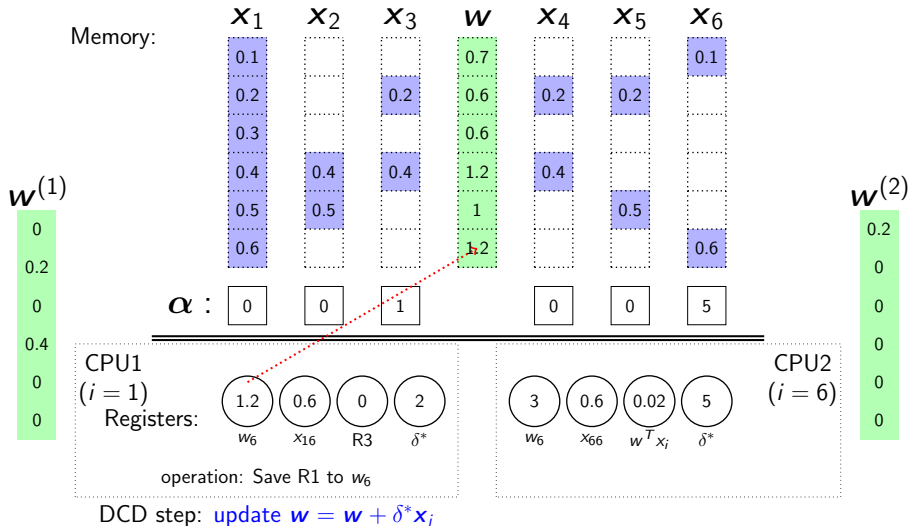 x1 x2 x3 w x4 x5 x6
Memory:
0.1 0.7 0.1
0.2 0.2 0.6 0.2 0.2
0.3 0.6
0.4 0.4 0.4 1.2 0.4
0.5 0.5 1 0.5
0.6 1.2 0.6
w(1)
0
0.2
0
0.4
0
0
w(2)
0.2
0
0
0
0
0
α : 0 0 1 0 0 5
CPU1
(i = 1)
Registers: 1.2 0.6 0 2
w6 x16 R3 δ*
operation: Save R1 to w6
CPU2
(i = 6)
3 0.6 0.02 5
w6 x66 wT xi δ*
DCD step: update w = w + δ*xi